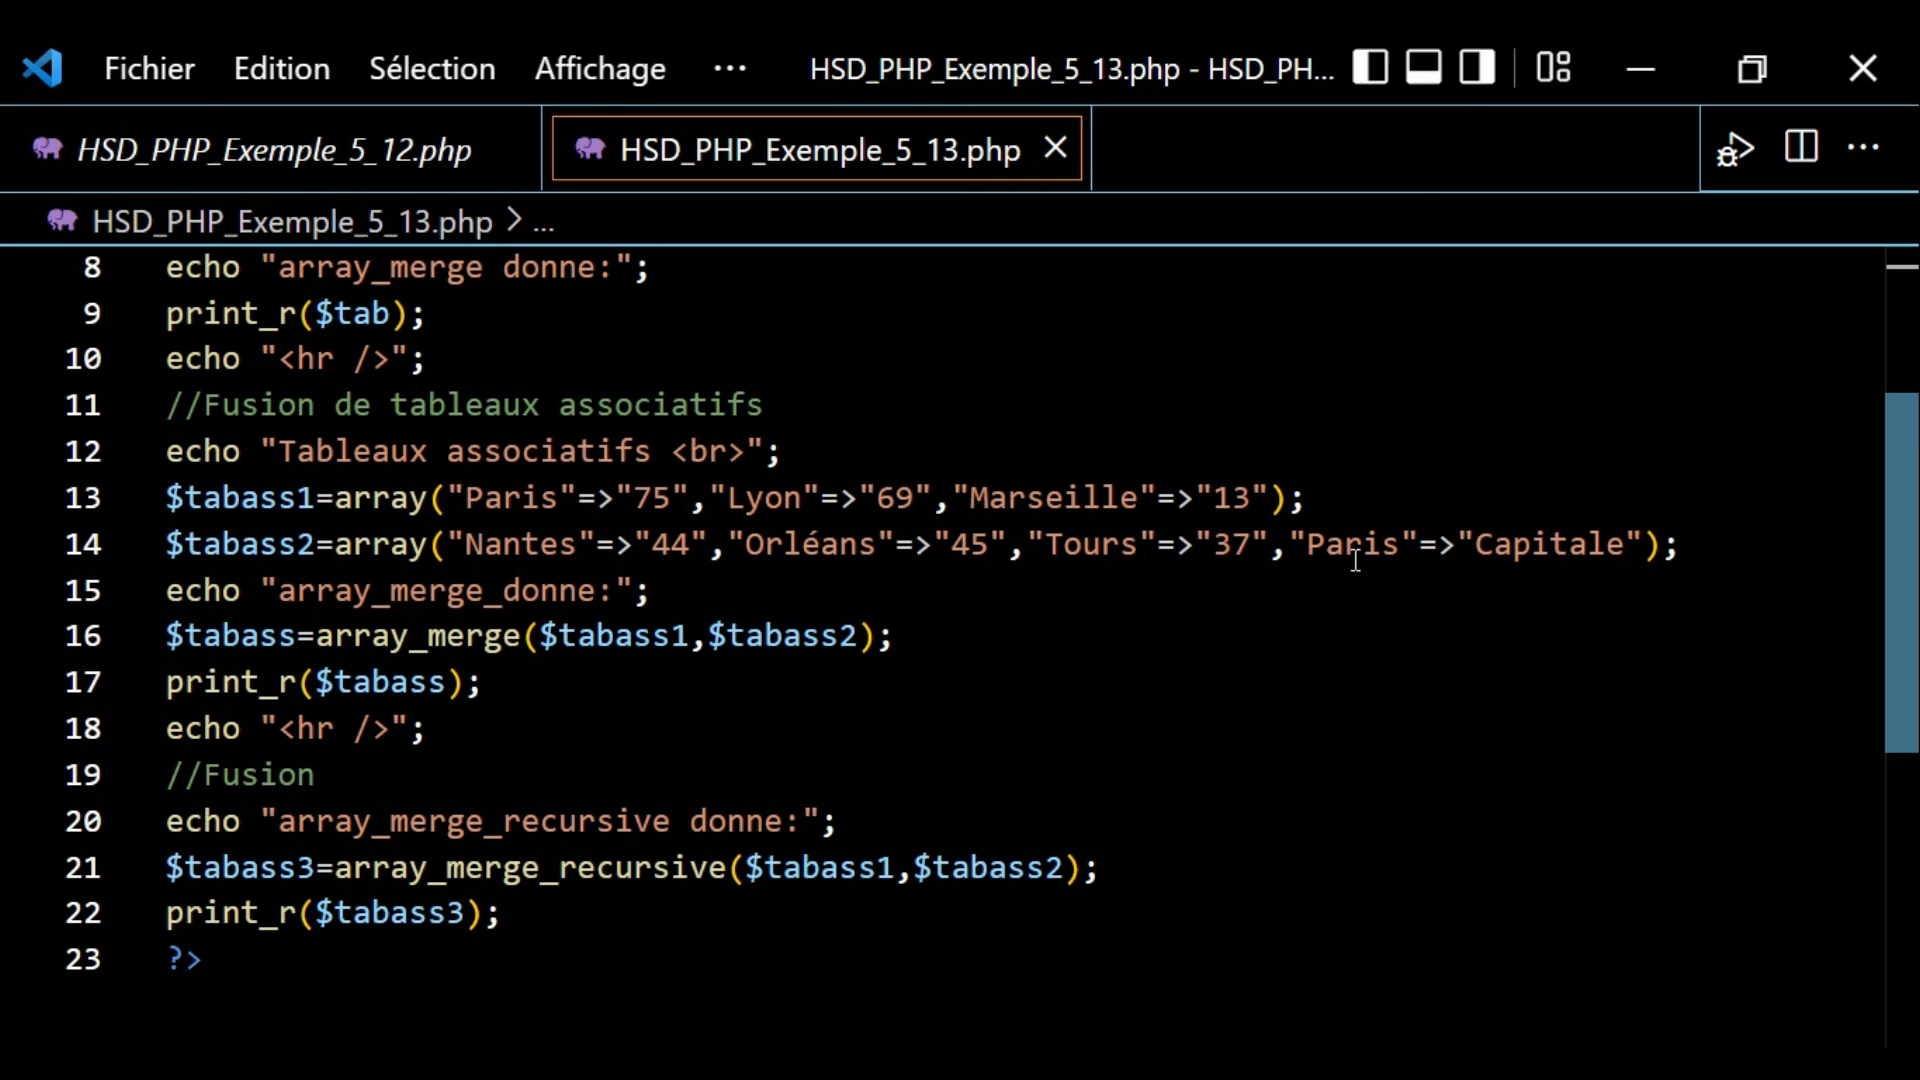 Fichier Edition Sélection Affichage ... HSD_PHP_Exemple_5_13.php - HSD_PH...
HSD_PHP_Exemple_5_12.php HSD_PHP_Exemple_5_13.php
HSD_PHP_Exemple_5_13.php > ...
8 echo "array_merge donne:";
9 print_r($tab);
10 echo "<hr />";
11 //Fusion de tableaux associatifs
12 echo "Tableaux associatifs <br>";
13 $tabass1=array("Paris"=>"75","Lyon"=>"69","Marseille"=>"13");
14 $tabass2=array("Nantes"=>"44","Orléans"=>"45","Tours"=>"37","Paris"=>"Capitale");
15 echo "array_merge_donne:";
16 $tabass=array_merge($tabass1,$tabass2);
17 print_r($tabass);
18 echo "<hr />";
19 //Fusion
20 echo "array_merge_recursive donne:";
21 $tabass3=array_merge_recursive($tabass1,$tabass2);
22 print_r($tabass3);
23 ?>